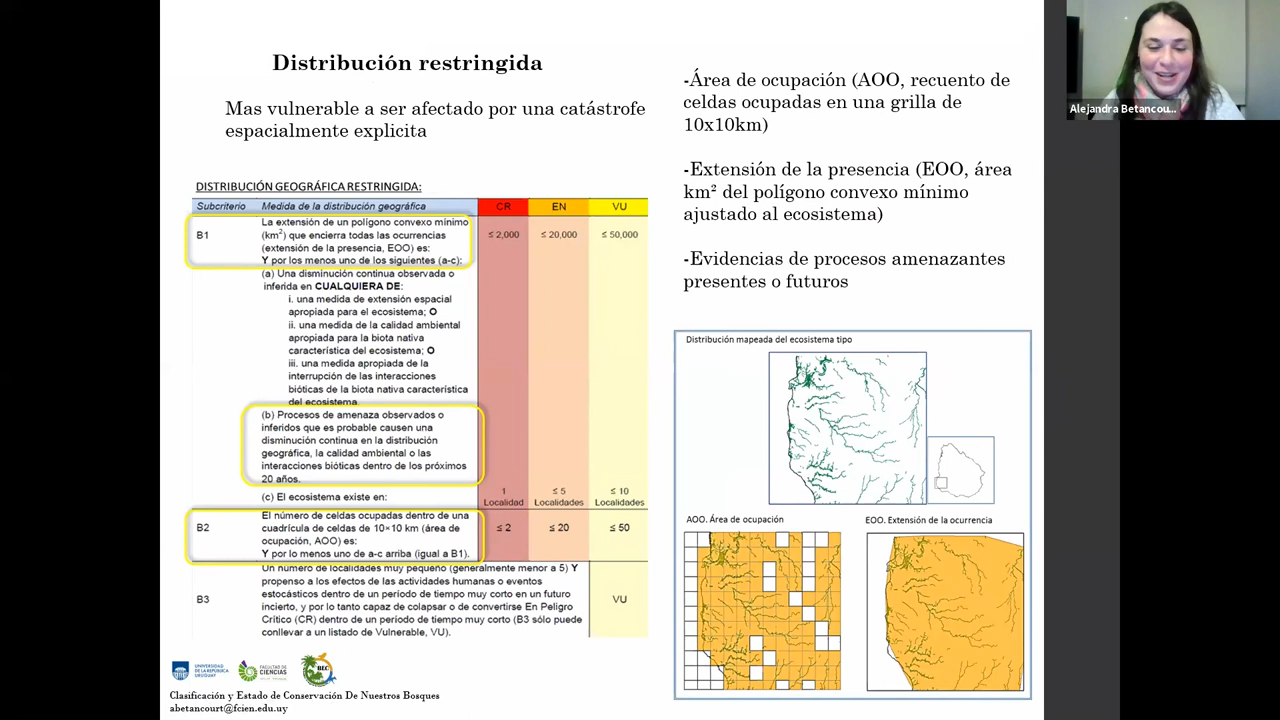 Distribución restringida
Mas vulnerable a ser afectado por una catástrofe
espacialmente explicita
DISTRIBUCIÓN GEOGRÁFICA RESTRINGIDA:
Subcriterio Medida de la distribución geográfica CR EN VU
La extensión de un polígono convexo mínimo
(km²) que encierra todas las ocurrencias
(extensión de la presencia, EOO) es:
Y por los menos uno de los siguientes (a-c):
B1 ≤ 2,000 ≤ 20,000 ≤ 50,000
(a) Una disminución continua observada o
inferida en CUALQUIERA DE:
i. una medida de extensión espacial
apropiada para el ecosistema; O
ii. una medida de la calidad ambiental
apropiada para la biota nativa
característica del ecosistema; O
iii. una medida apropiada de la
interrupción de las interacciones
bióticas de la biota nativa característica
del ecosistema.
(b) Procesos de amenaza observados o
inferidos que es probable causen una
disminución continua en la distribución
geográfica, la calidad ambiental o las
interacciones bióticas dentro de los próximos
20 años.
(c) El ecosistema existe en:
1 Localidad
≤ 5 Localidades
≤ 10 Localidades
El número de celdas ocupadas dentro de una
cuadrícula de celdas de 10×10 km (área de
ocupación, AOO) es:
Y por lo menos uno de a-c arriba (igual a B1).
B2 ≤ 2 ≤ 20 ≤ 50
Un número de localidades muy pequeño (generalmente menor a 5) Y
propenso a los efectos de las actividades humanas o eventos
estocásticos dentro de un período de tiempo muy corto en un futuro
incierto, y por lo tanto capaz de colapsar o de convertirse En Peligro
Crítico (CR) dentro de un período de tiempo muy corto (B3 sólo puede
conllevar a un listado de Vulnerable, VU).
B3 VU
UNIVERSIDAD
DE LA REPÚBLICA
URUGUAY
FACULTAD DE
CIENCIAS
BEC
Clasificación y Estado de Conservación De Nuestros Bosques
abetancourt@fcien.edu.uy
-Área de ocupación (AOO, recuento de
celdas ocupadas en una grilla de
10x10km)
-Extensión de la presencia (EOO, área
km² del polígono convexo mínimo
ajustado al ecosistema)
-Evidencias de procesos amenazantes
presentes o futuros
Distribución mapeada del ecosistema tipo
AOO. Área de ocupación
EOO. Extensión de la ocurrencia
Alejandra Betancou...